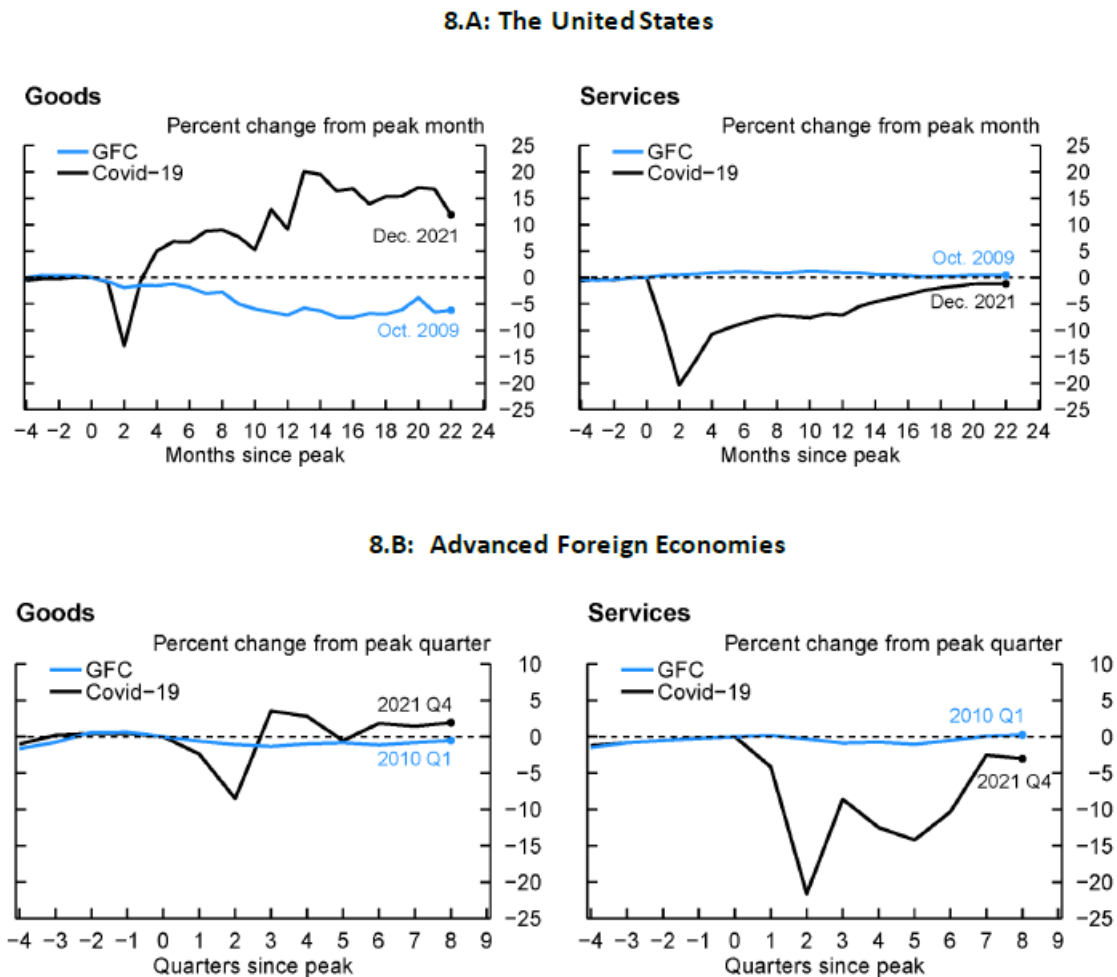 8.A: The United States
Goods
Percent change from peak month
GFC
Covid-19
25
20
15
10
5
0
-5
-10
-15
-20
-25
Dec. 2021
Oct. 2009
-4 -2 0 2 4 6 8 10 12 14 16 18 20 22 24
Months since peak
Services
Percent change from peak month
GFC
Covid-19
25
20
15
10
5
0
-5
-10
-15
-20
-25
Oct. 2009
Dec. 2021
-4 -2 0 2 4 6 8 10 12 14 16 18 20 22 24
Months since peak
8.B: Advanced Foreign Economies
Goods
Percent change from peak quarter
GFC
Covid-19
10
5
0
-5
-10
-15
-20
-25
2021 Q4
2010 Q1
-4 -3 -2 -1 0 1 2 3 4 5 6 7 8 9
Quarters since peak
Services
Percent change from peak quarter
GFC
Covid-19
10
5
0
-5
-10
-15
-20
-25
2010 Q1
2021 Q4
-4 -3 -2 -1 0 1 2 3 4 5 6 7 8 9
Quarters since peak